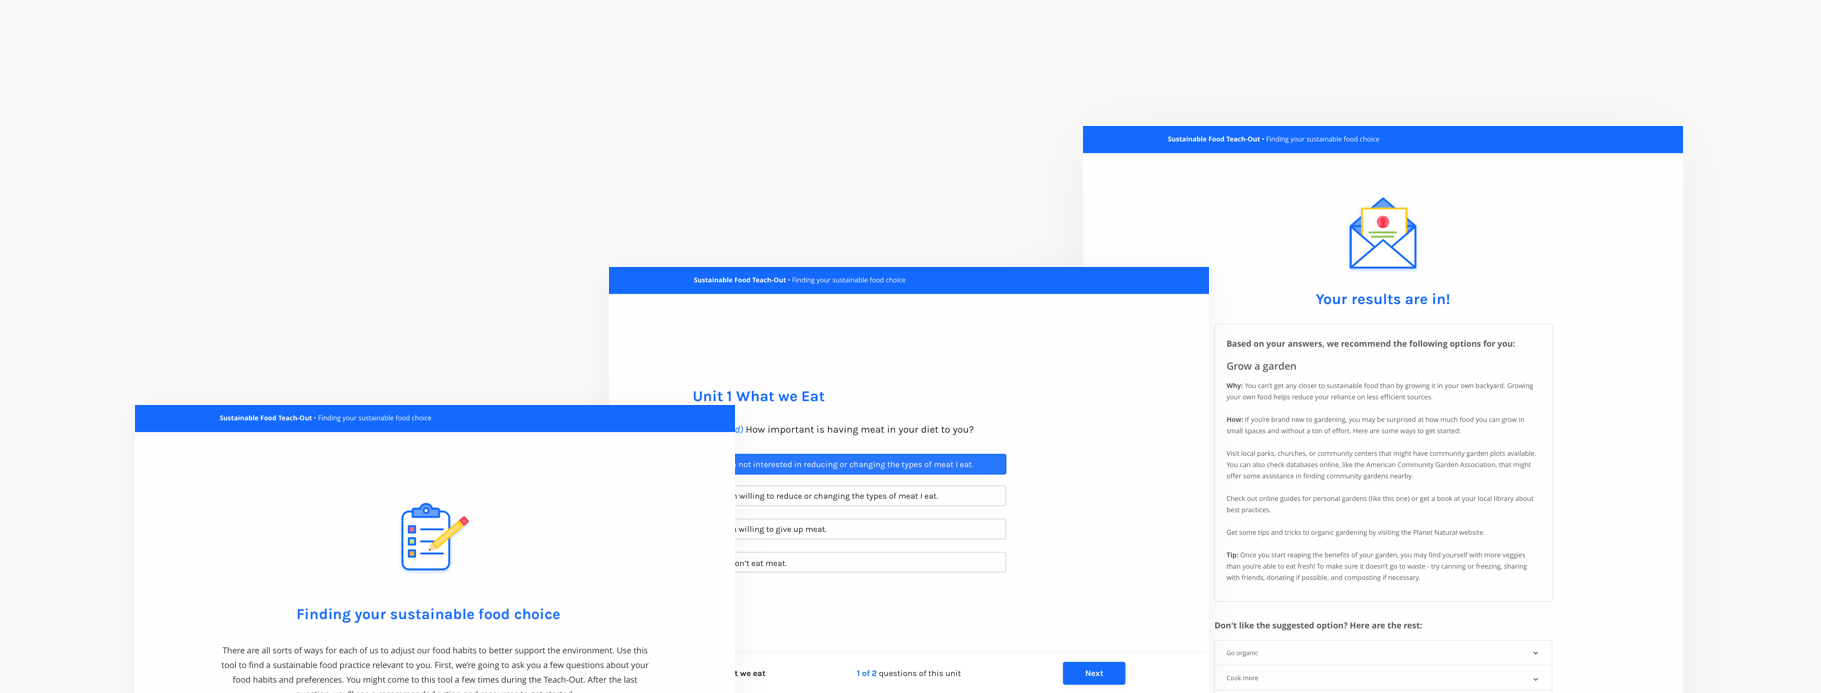 Sustainable Food Teach-Out • Finding your sustainable food choice
Finding your sustainable food choice
There are all sorts of ways for each of us to adjust our food habits to better support the environment. Use this
tool to find a sustainable food practice relevant to you. First, we're going to ask you a few questions about your
food habits and preferences. You might come to this tool a few times during the Teach-Out. After the last
Sustainable Food Teach-Out • Finding your sustainable food choice
Unit 1 What we Eat
How important is having meat in your diet to you?
not interested in reducing or changing the types of meat I eat.
willing to reduce or changing the types of meat I eat.
willing to give up meat.
eat meat.
we eat
1 of 2 questions of this unit
Next
Sustainable Food Teach-Out • Finding your sustainable food choice
Your results are in!
Based on your answers, we recommend the following options for you:
Grow a garden
Why: You can't get any closer to sustainable food than by growing it in your own backyard. Growing
your own food helps reduce your reliance on less efficient sources.
How: If you're brand new to gardening, you may be surprised at how much food you can grow in
small spaces and without a ton of effort. Here are some ways to get started:
Visit local parks, churches, or community centers that might have community garden plots available.
You can also check databases online, like the American Community Garden Association, that might
offer some assistance in finding community gardens nearby.
Check out online guides for personal gardens (like this one) or get a book at your local library about
best practices.
Get some tips and tricks to organic gardening by visiting the Planet Natural website.
Tip: Once you start reaping the benefits of your garden, you may find yourself with more veggies
than you're able to eat fresh! To make sure it doesn't go to waste - try canning or freezing, sharing
with friends, donating if possible, and composting if necessary.
Don't like the suggested option? Here are the rest:
Go organic
Cook more